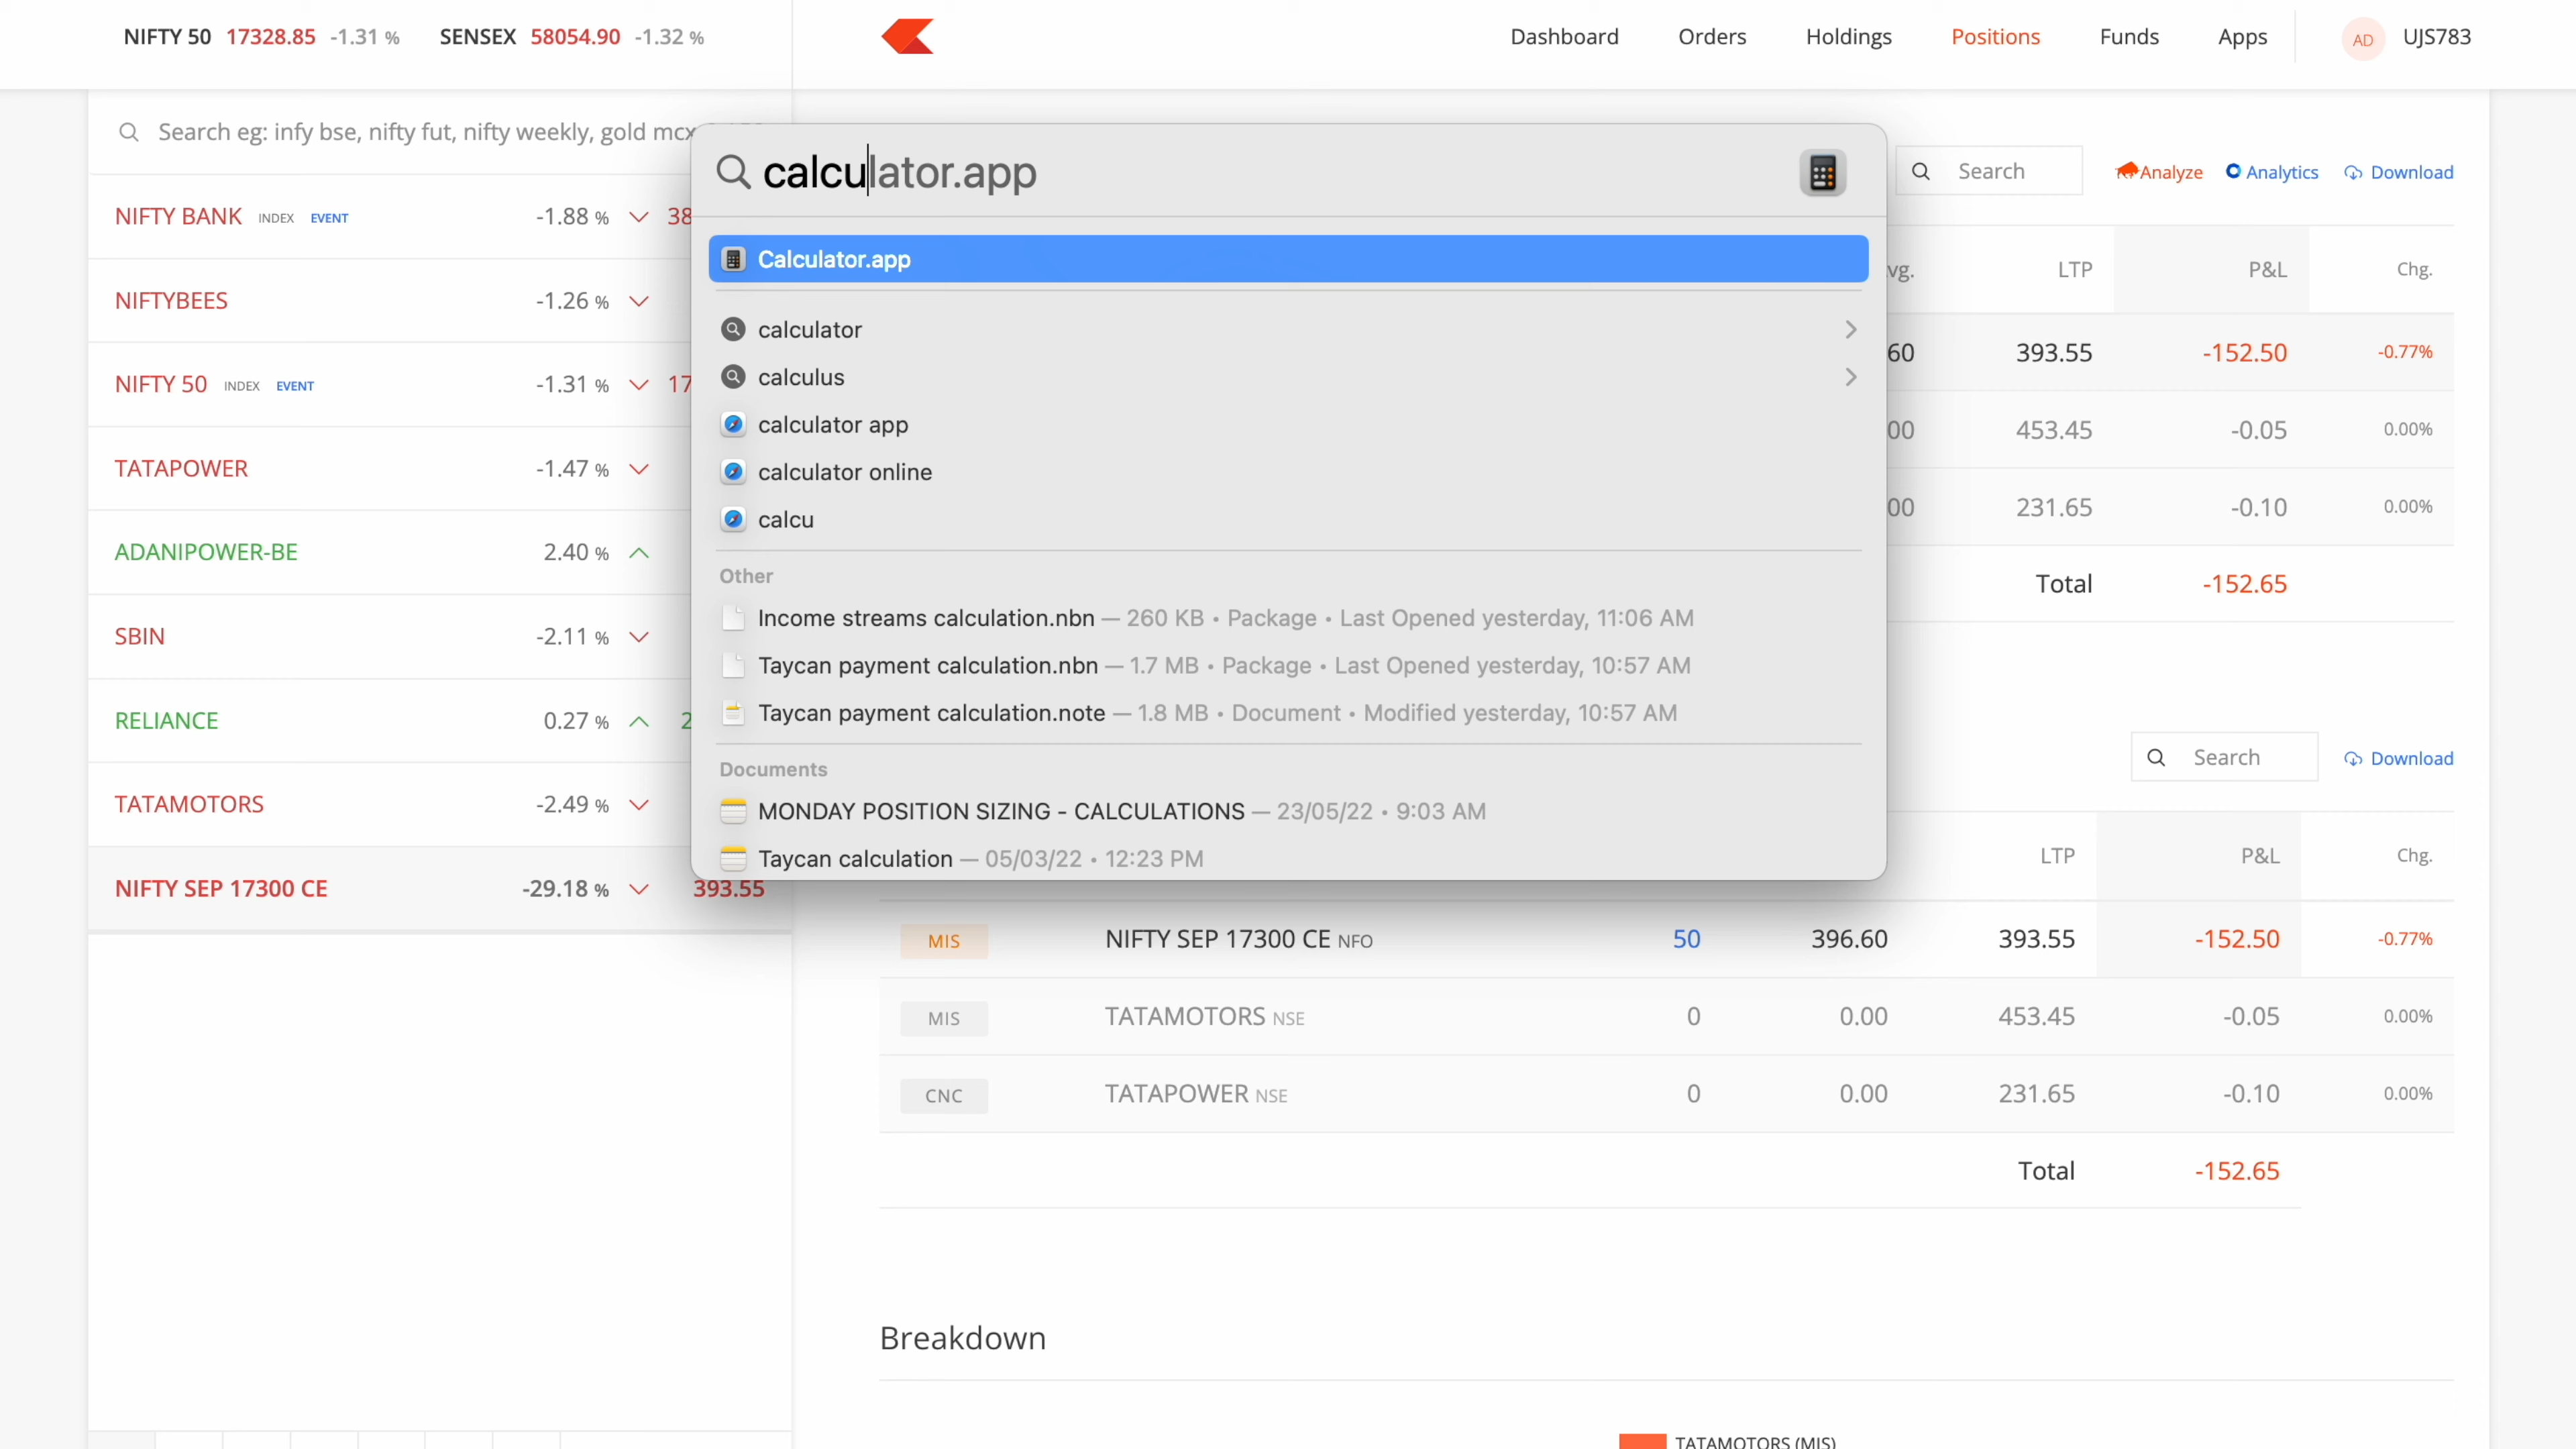 NIFTY 50 17328.85 -1.31 % SENSEX 58054.90 -1.32 %
Dashboard Orders Holdings Positions Funds Apps AD UJS783
Search eg: infy bse, nifty fut, nifty weekly, gold mcx
NIFTY BANK INDEX EVENT -1.88 % 38
NIFTYBEES -1.26 %
NIFTY 50 INDEX EVENT -1.31 % 17
TATAPOWER -1.47 %
ADANIPOWER-BE 2.40 %
SBIN -2.11 %
RELIANCE 0.27 % 2
TATAMOTORS -2.49 %
NIFTY SEP 17300 CE -29.18 % 393.55
calculator.app
Calculator.app
calculator
calculus
calculator app
calculator online
calcu
Other
Income streams calculation.nbn — 260 KB • Package • Last Opened yesterday, 11:06 AM
Taycan payment calculation.nbn — 1.7 MB • Package • Last Opened yesterday, 10:57 AM
Taycan payment calculation.note — 1.8 MB • Document • Modified yesterday, 10:57 AM
Documents
MONDAY POSITION SIZING - CALCULATIONS — 23/05/22 • 9:03 AM
Taycan calculation — 05/03/22 • 12:23 PM
Search Analyze Analytics Download
vg. LTP P&L Chg.
60 393.55 -152.50 -0.77%
00 453.45 -0.05 0.00%
00 231.65 -0.10 0.00%
Total -152.65
Search Download
LTP P&L Chg.
MIS NIFTY SEP 17300 CE NFO 50 396.60 393.55 -152.50 -0.77%
MIS TATAMOTORS NSE 0 0.00 453.45 -0.05 0.00%
CNC TATAPOWER NSE 0 0.00 231.65 -0.10 0.00%
Total -152.65
Breakdown
TATAMOTORS (MIS)